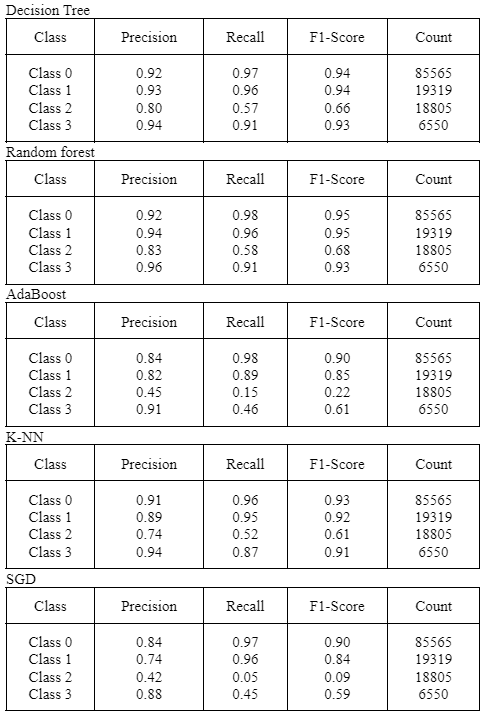 Decision Tree
Class Precision Recall F1-Score Count
Class 0 0.92 0.97 0.94 85565
Class 1 0.93 0.96 0.94 19319
Class 2 0.80 0.57 0.66 18805
Class 3 0.94 0.91 0.93 6550
Random forest
Class Precision Recall F1-Score Count
Class 0 0.92 0.98 0.95 85565
Class 1 0.94 0.96 0.95 19319
Class 2 0.83 0.58 0.68 18805
Class 3 0.96 0.91 0.93 6550
AdaBoost
Class Precision Recall F1-Score Count
Class 0 0.84 0.98 0.90 85565
Class 1 0.82 0.89 0.85 19319
Class 2 0.45 0.15 0.22 18805
Class 3 0.91 0.46 0.61 6550
K-NN
Class Precision Recall F1-Score Count
Class 0 0.91 0.96 0.93 85565
Class 1 0.89 0.95 0.92 19319
Class 2 0.74 0.52 0.61 18805
Class 3 0.94 0.87 0.91 6550
SGD
Class Precision Recall F1-Score Count
Class 0 0.84 0.97 0.90 85565
Class 1 0.74 0.96 0.84 19319
Class 2 0.42 0.05 0.09 18805
Class 3 0.88 0.45 0.59 6550